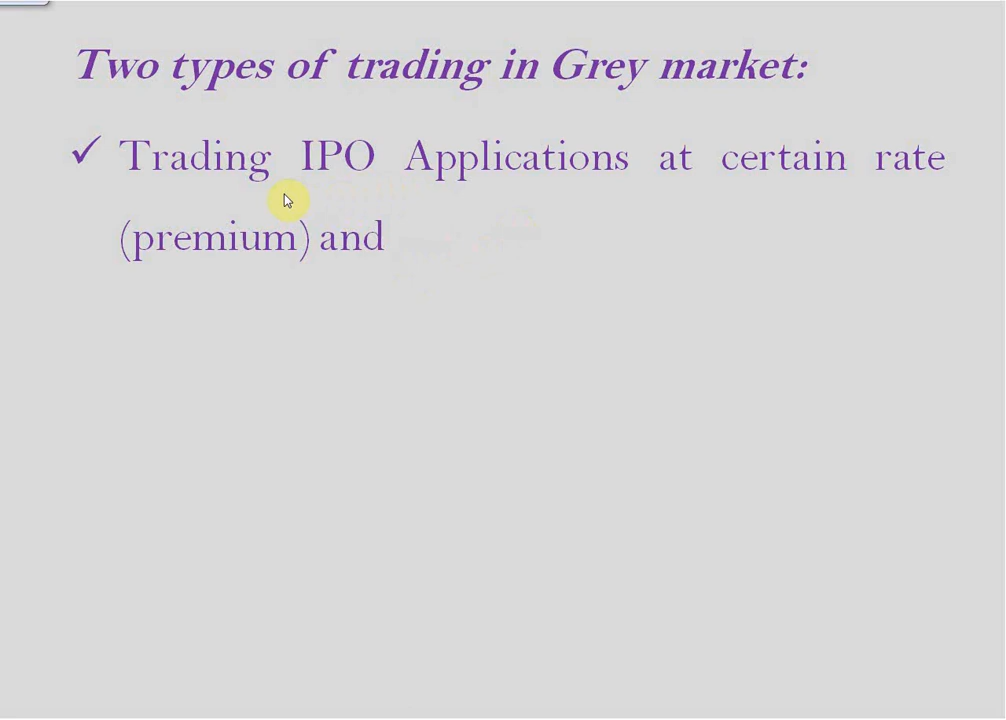 Two types of trading in Grey market:
✓ Trading IPO Applications at certain rate
(premium) and